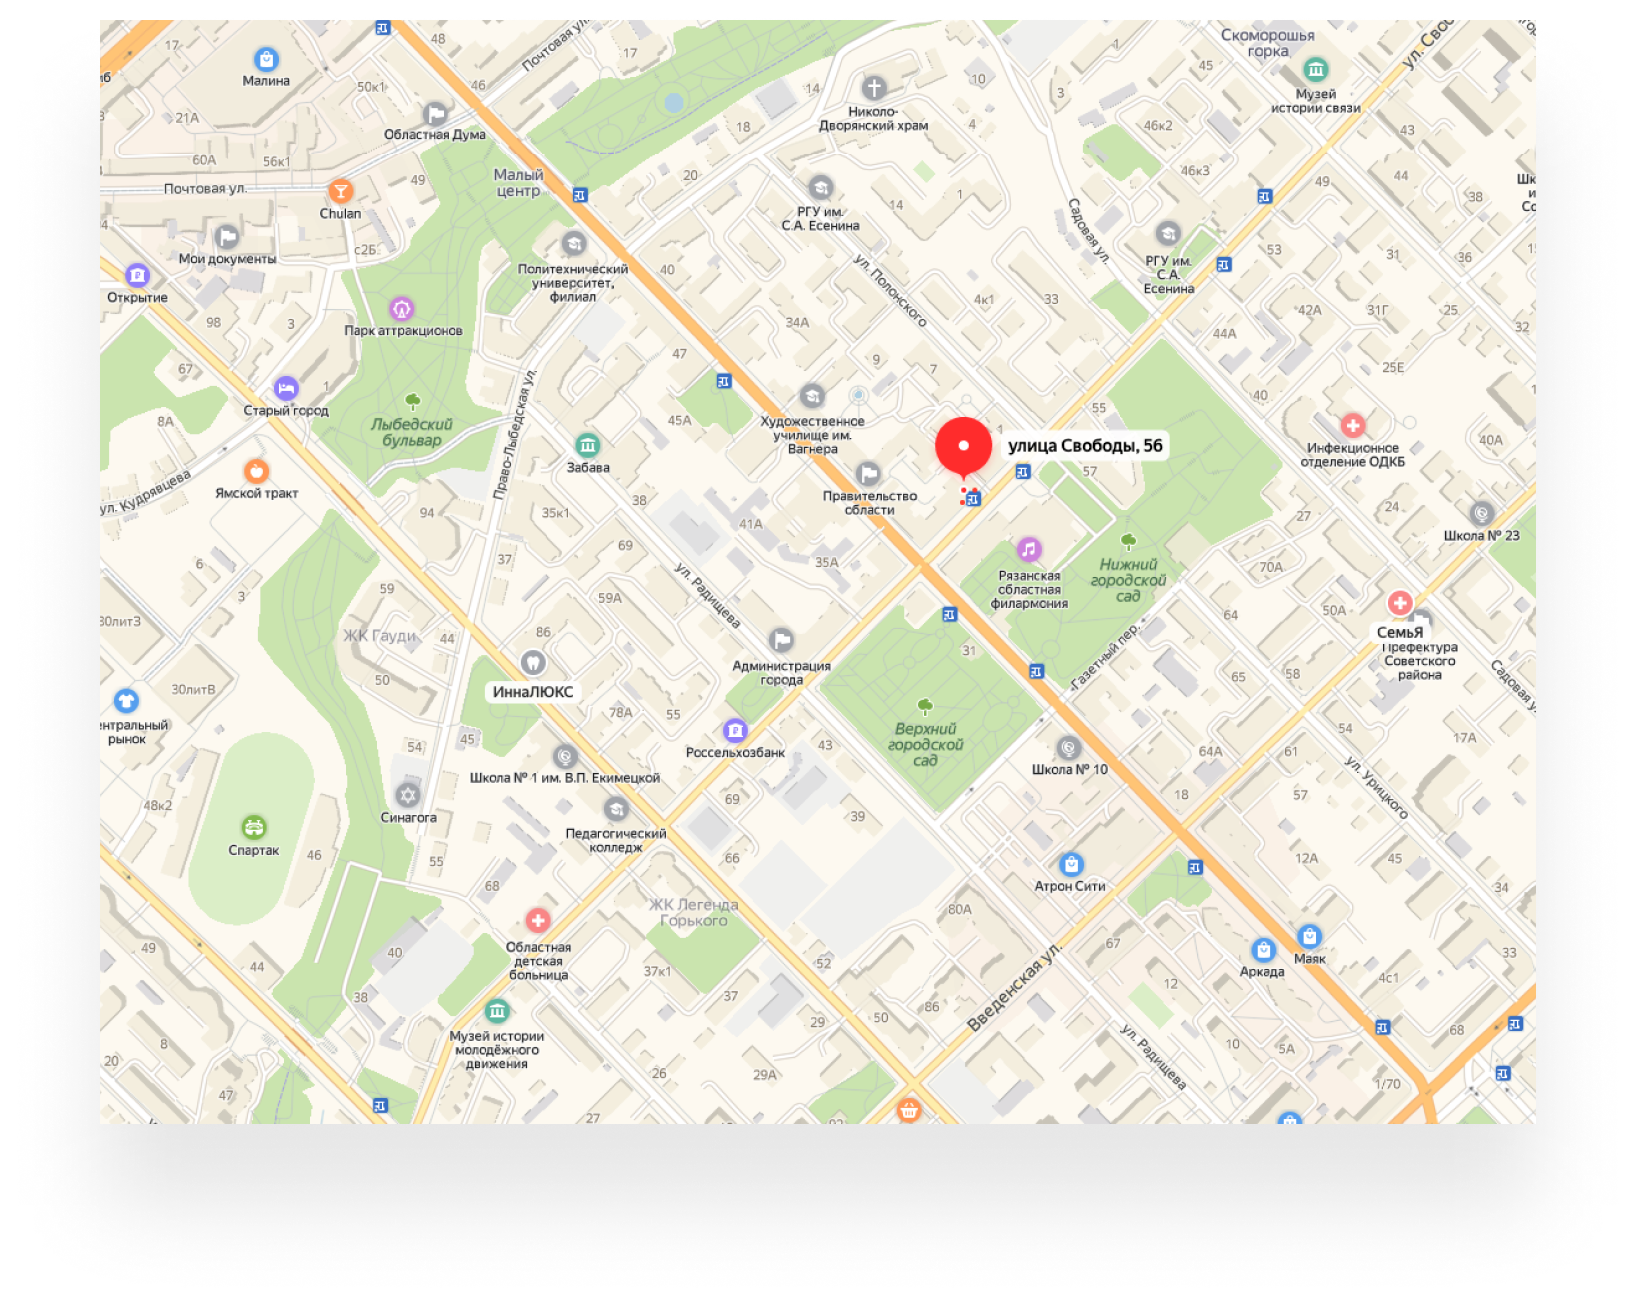 48
Почтовая ул.
17
17
Скоморошья
горка
ул. Сво
Малина
50к1
46
10
14
45
3
Музей
истории связи
21А
Областная Дума
18
Николо-
Дворянский храм
4
46к2
43
60А
56к1
Почтовая ул.
49
Малый
центр
20
46к3
49
44
Шк
и
Со
38
Chulan
РГУ им.
С.А. Есенина
14
1
Садовая ул.
4
с2Б
Мои документы
53
31
36
РГУ им.
С.А.
Есенина
Политехнический
университет,
филиал
40
ул. Полонского
Открытие
4к1
33
42А
31Г
25
32
98
3
Парк аттракционов
34А
44А
67
47
9
7
25Е
1
Старый город
Право-Лыбедская ул.
40
8А
Лыбедский
бульвар
45А
Художественное
училище им.
Вагнера
55
улица Свободы, 56
Инфекционное
отделение ОДКБ
40А
Забава
57
ул. Кудрявцева
Ямской тракт
38
Правительство
области
94
35к1
41А
27
24
Школа № 23
69
35А
6
37
Рязанская
областная
филармония
Нижний
городской
сад
70А
3
59
59А
ул. Радищева
64
50А
30лит3
ЖК Гауди
44
86
СемьЯ
Префектура
Советского
района
31
Газетный пер.
Администрация
города
50
30литВ
ИннаЛЮКС
65
58
Садовая у
78А
55
Верхний
городской
сад
ентральный
рынок
54
45
Россельхозбанк
43
54
17А
64А
61
Школа № 10
Школа № 1 им. В.П. Екимецкой
ул. Урицкого
48к2
Синагога
69
39
18
57
Педагогический
колледж
Спартак
46
55
66
12А
45
68
Атрон Сити
34
ЖК Легенда
Горького
80А
49
40
Областная
детская
больница
67
33
44
52
Маяк
Аркада
37к1
4с1
38
37
86
Введенская ул.
12
29
50
68
Музей истории
молодёжного
движения
8
20
ул. Радищева
10
5А
26
29А
1/70
47
27